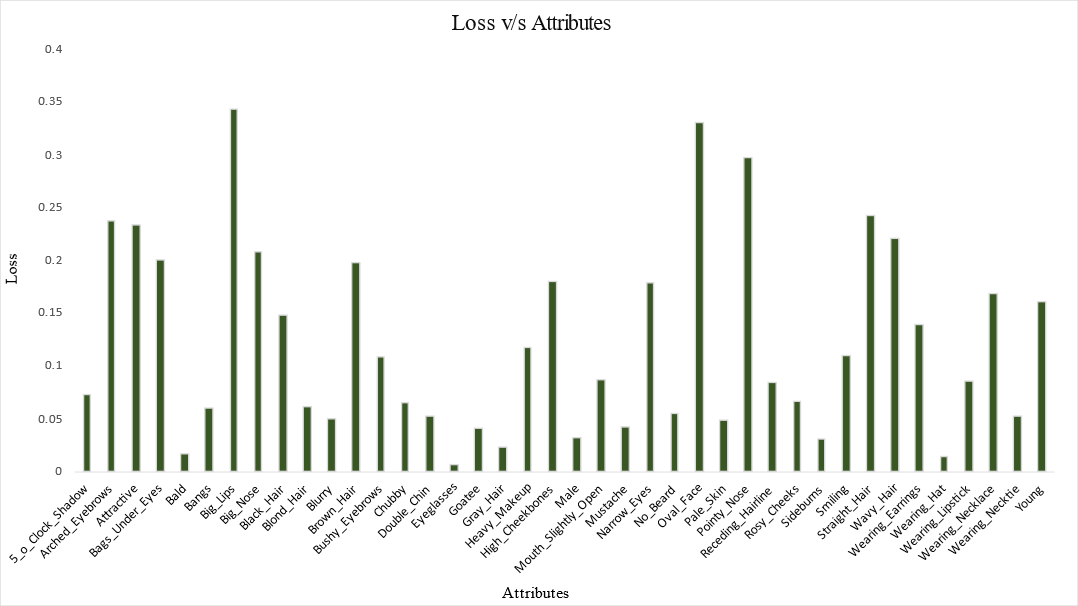 Loss v/s Attributes
0.4
0.35
0.3
0.25
0.2
0.15
0.1
0.05
0
Loss
5_o_Clock_Shadow
Arched_Eyebrows
Attractive
Bags_Under_Eyes
Bald
Bangs
Big_Lips
Big_Nose
Black_Hair
Blond_Hair
Blurry
Brown_Hair
Bushy_Eyebrows
Chubby
Double_Chin
Eyeglasses
Goatee
Gray_Hair
Heavy_Makeup
High_Cheekbones
Male
Mouth_Slightly_Open
Mustache
Narrow_Eyes
No_Beard
Oval_Face
Pale_Skin
Pointy_Nose
Receding_Hairline
Rosy_Cheeks
Sideburns
Smiling
Straight_Hair
Wavy_Hair
Wearing_Earrings
Wearing_Hat
Wearing_Lipstick
Wearing_Necklace
Wearing_Necktie
Young
Attributes